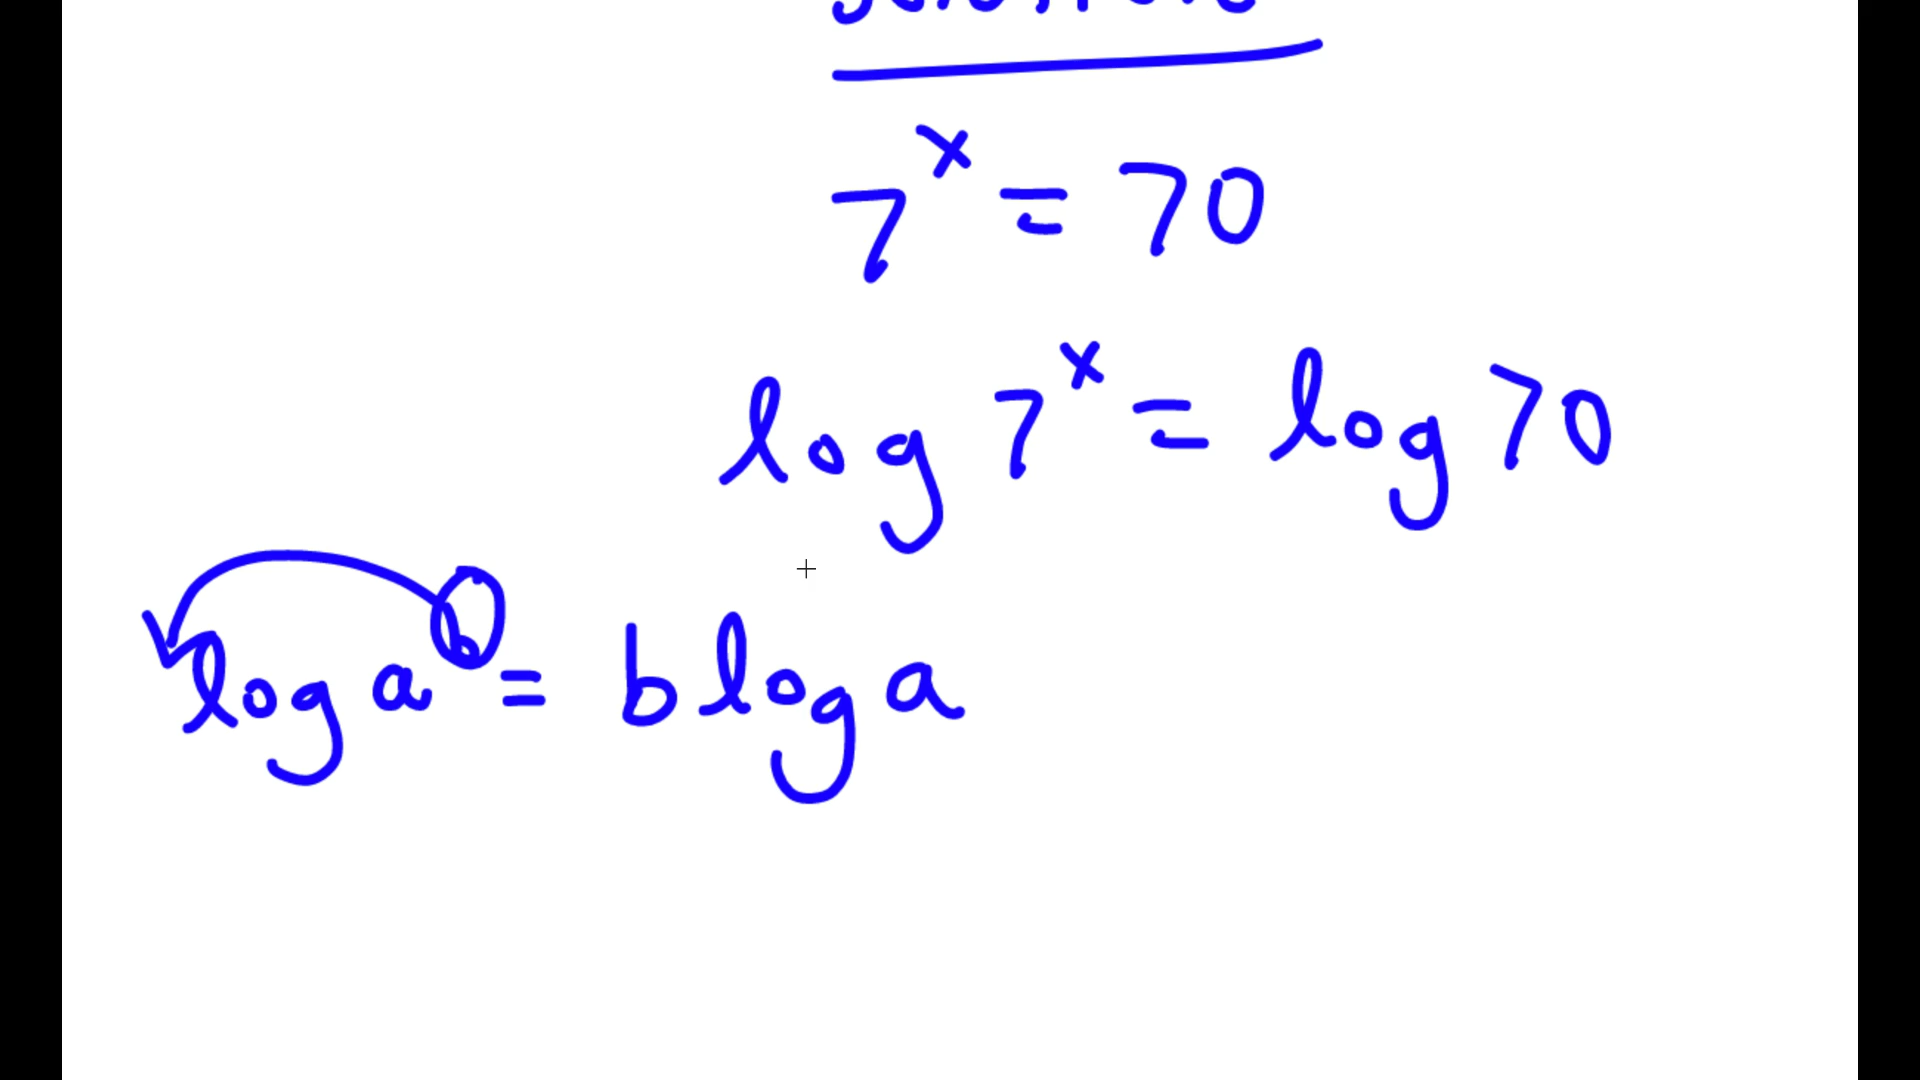 7^x = 70
log 7^x = log 70
log a^b = b log a